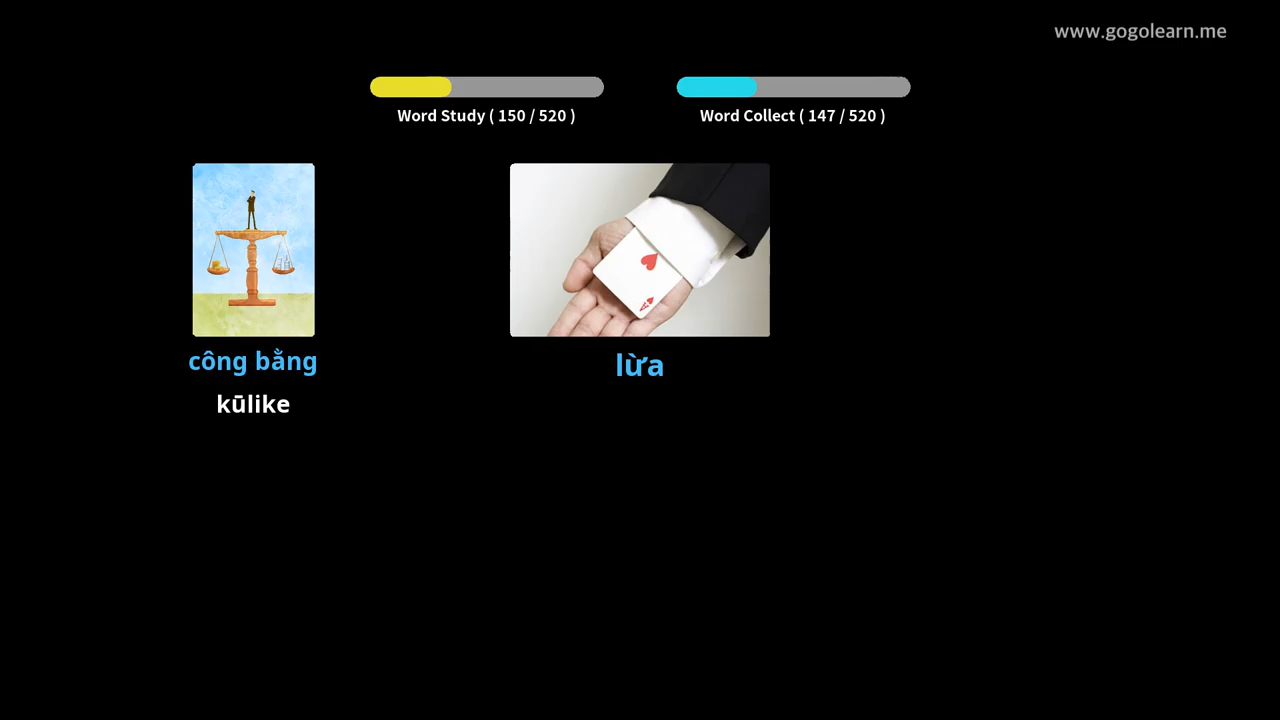 www.gogolearn.me
Word Study ( 150 / 520 )
Word Collect ( 147 / 520 )
công bằng
kūlike
lừa